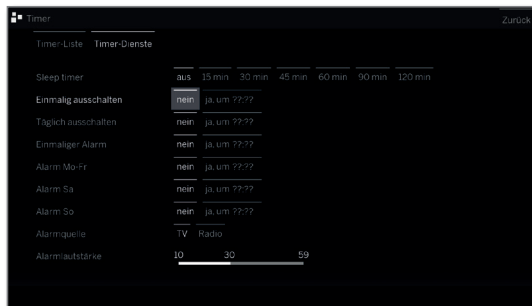 Timer Zurück
Timer-Liste Timer-Dienste
Sleep timer aus 15 min 30 min 45 min 60 min 90 min 120 min
Einmalig ausschalten nein ja, um ??:??
Täglich ausschalten nein ja, um ??:??
Einmaliger Alarm nein ja, um ??:??
Alarm Mo-Fr nein ja, um ??:??
Alarm Sa nein ja, um ??:??
Alarm So nein ja, um ??:??
Alarmquelle TV Radio
Alarmlautstärke 10 30 59